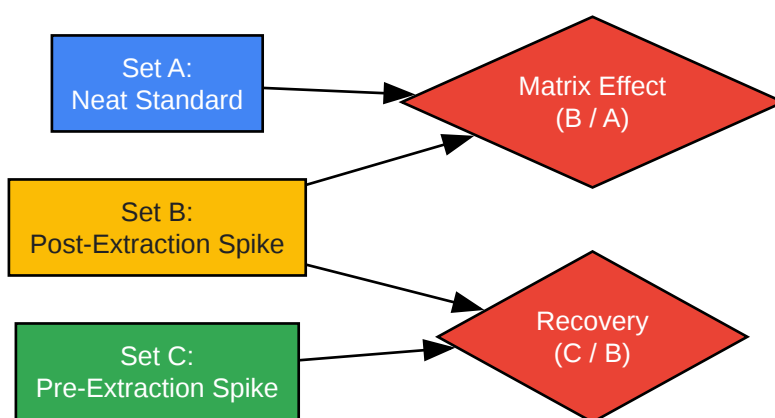 Set A:
Neat Standard
Matrix Effect
(B / A)
Set B:
Post-Extraction Spike
Recovery
(C / B)
Set C:
Pre-Extraction Spike